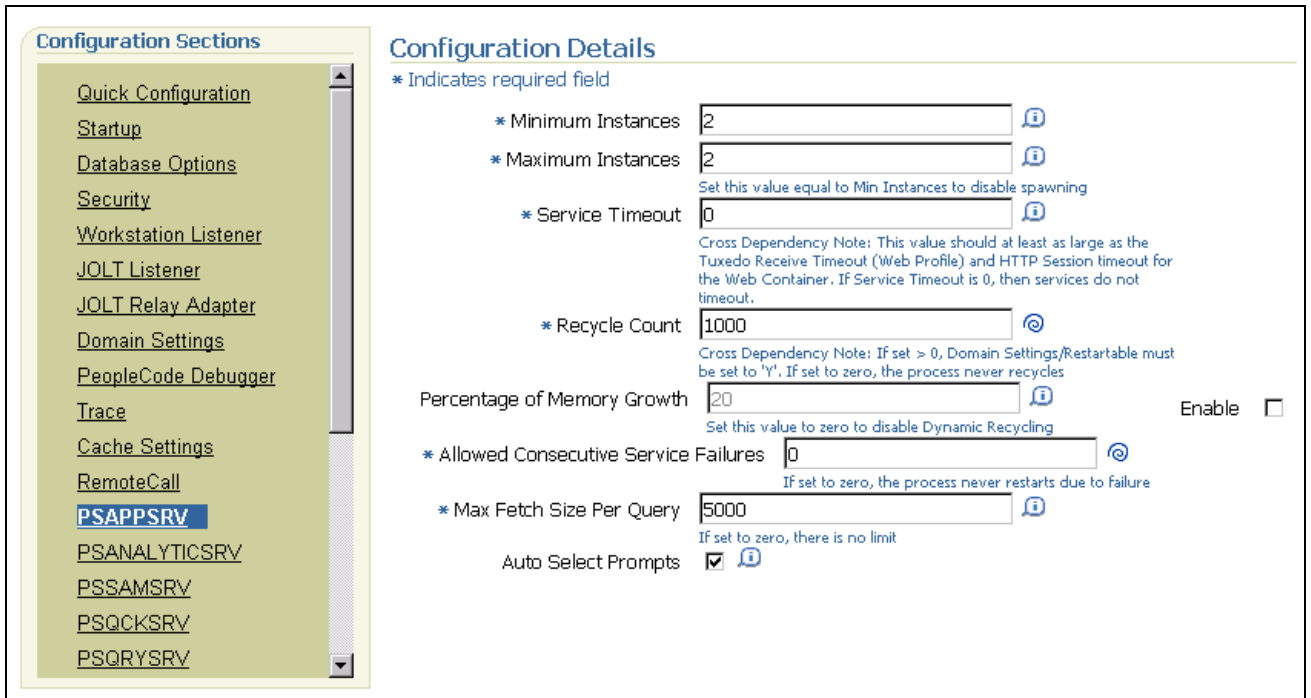 Configuration Sections
Quick Configuration
Startup
Database Options
Security
Workstation Listener
JOLT Listener
JOLT Relay Adapter
Domain Settings
PeopleCode Debugger
Trace
Cache Settings
RemoteCall
PSAPPSRV
PSANALYTICSRV
PSSAMSRV
PSQCKSRV
PSQRYSRV
Configuration Details
* Indicates required field
* Minimum Instances 2
* Maximum Instances 2
Set this value equal to Min Instances to disable spawning
* Service Timeout 0
Cross Dependency Note: This value should at least as large as the
Tuxedo Receive Timeout (Web Profile) and HTTP Session timeout for
the Web Container. If Service Timeout is 0, then services do not
timeout.
* Recycle Count 1000
Cross Dependency Note: If set > 0, Domain Settings/Restartable must
be set to 'Y'. If set to zero, the process never recycles
Percentage of Memory Growth 20
Enable
Set this value to zero to disable Dynamic Recycling
* Allowed Consecutive Service Failures 0
If set to zero, the process never restarts due to failure
* Max Fetch Size Per Query 5000
If set to zero, there is no limit
Auto Select Prompts